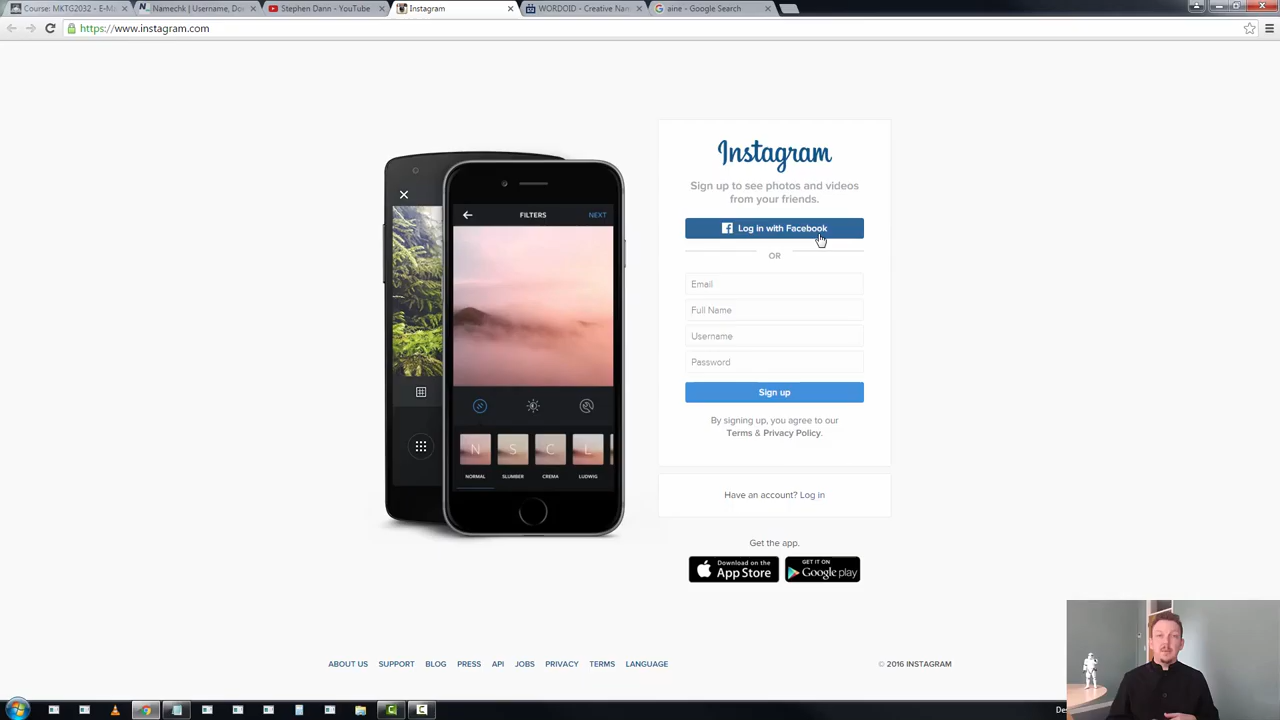 Course: MKTG2032 - E-Ma
Namechk | Username, Do
Stephen Dann - YouTube
Instagram
WORDOID - Creative Nan
aine - Google Search
https://www.instagram.com
Instagram
Sign up to see photos and videos
from your friends.
Log in with Facebook
OR
Email
Full Name
Username
Password
Sign up
By signing up, you agree to our
Terms & Privacy Policy.
Have an account? Log in
Get the app.
Download on the
App Store
GET IT ON
Google play
FILTERS
NEXT
N
S
C
L
NORMAL
SLUMBER
CREMA
LUDWIG
ABOUT US
SUPPORT
BLOG
PRESS
API
JOBS
PRIVACY
TERMS
LANGUAGE
© 2016 INSTAGRAM
Des